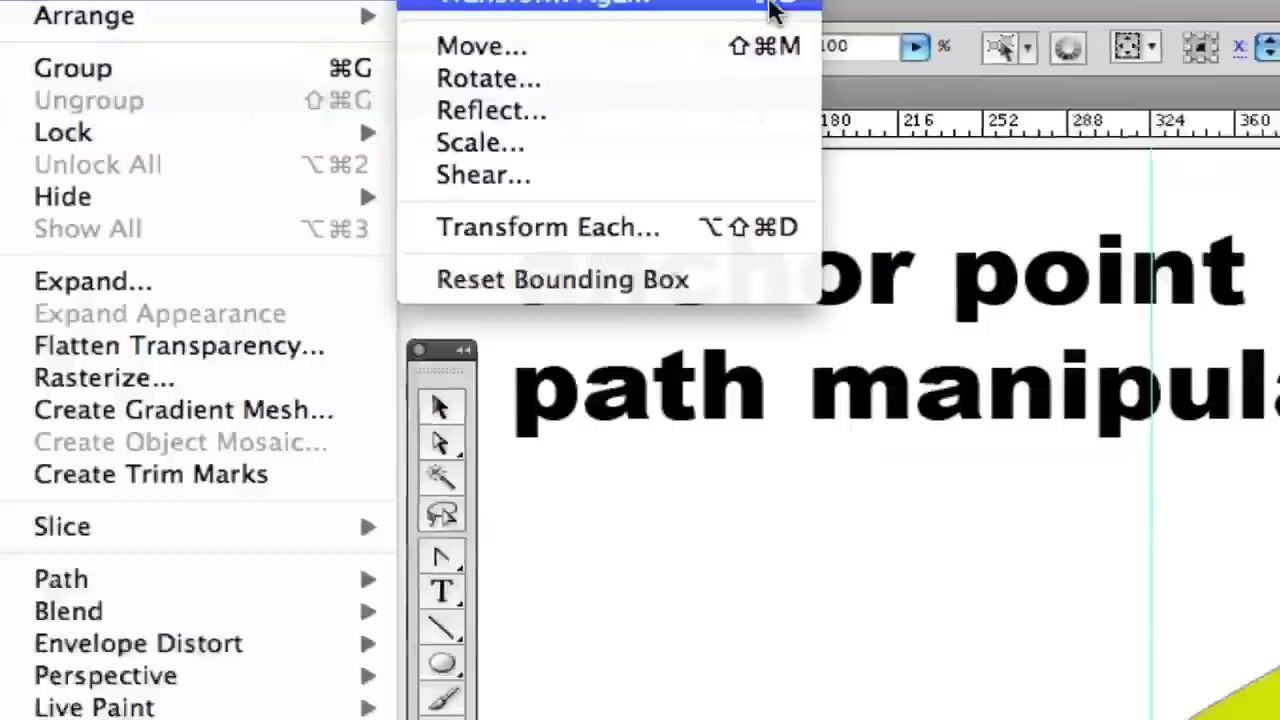 Arrange
Group ⌘G
Ungroup ⇧⌘G
Lock
Unlock All ⌥⌘2
Hide
Show All ⌥⌘3
Expand...
Expand Appearance
Flatten Transparency...
Rasterize...
Create Gradient Mesh...
Create Object Mosaic...
Create Trim Marks
Slice
Path
Blend
Envelope Distort
Perspective
Live Paint
Move... ⇧⌘M
Rotate...
Reflect...
Scale...
Shear...
Transform Each... ⌥⇧⌘D
Reset Bounding Box
100 %
X:
180 216 252 288 324 360
anchor point
path manipula
T